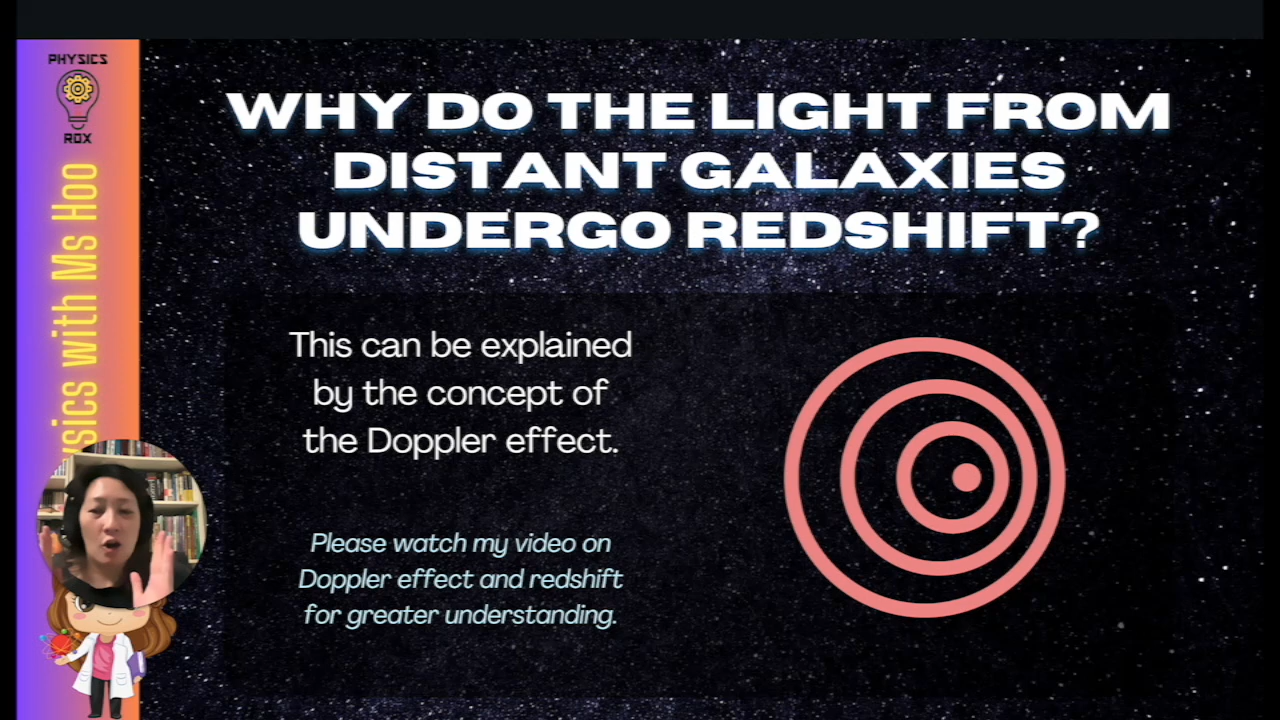 PHYSICS
ROX
WHY DO THE LIGHT FROM
DISTANT GALAXIES
UNDERGO REDSHIFT?
This can be explained
by the concept of
the Doppler effect.
Please watch my video on
Doppler effect and redshift
for greater understanding.
with Ms Hoo